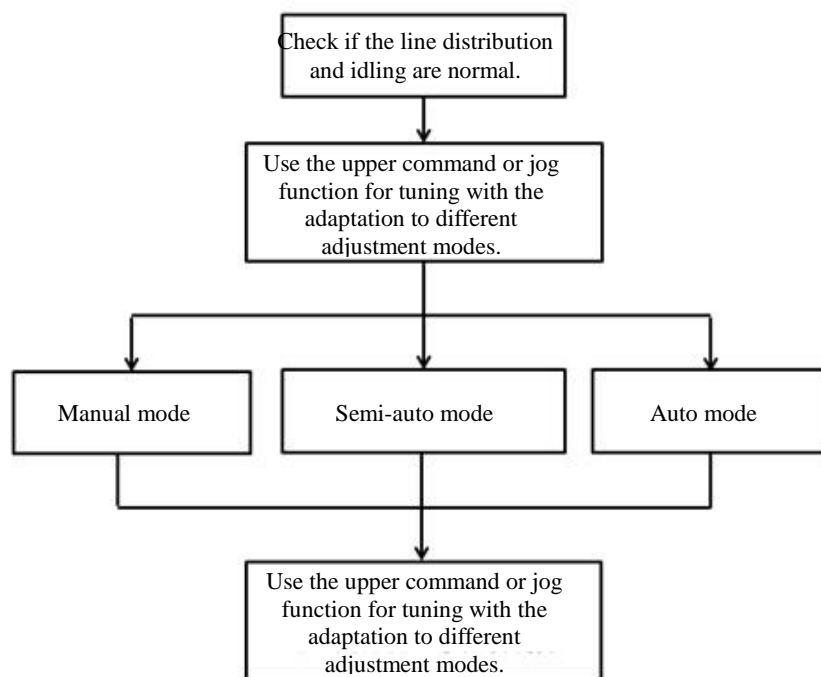 Check if the line distribution
and idling are normal.
Use the upper command or jog
function for tuning with the
adaptation to different
adjustment modes.
Manual mode
Semi-auto mode
Auto mode
Use the upper command or jog
function for tuning with the
adaptation to different
adjustment modes.